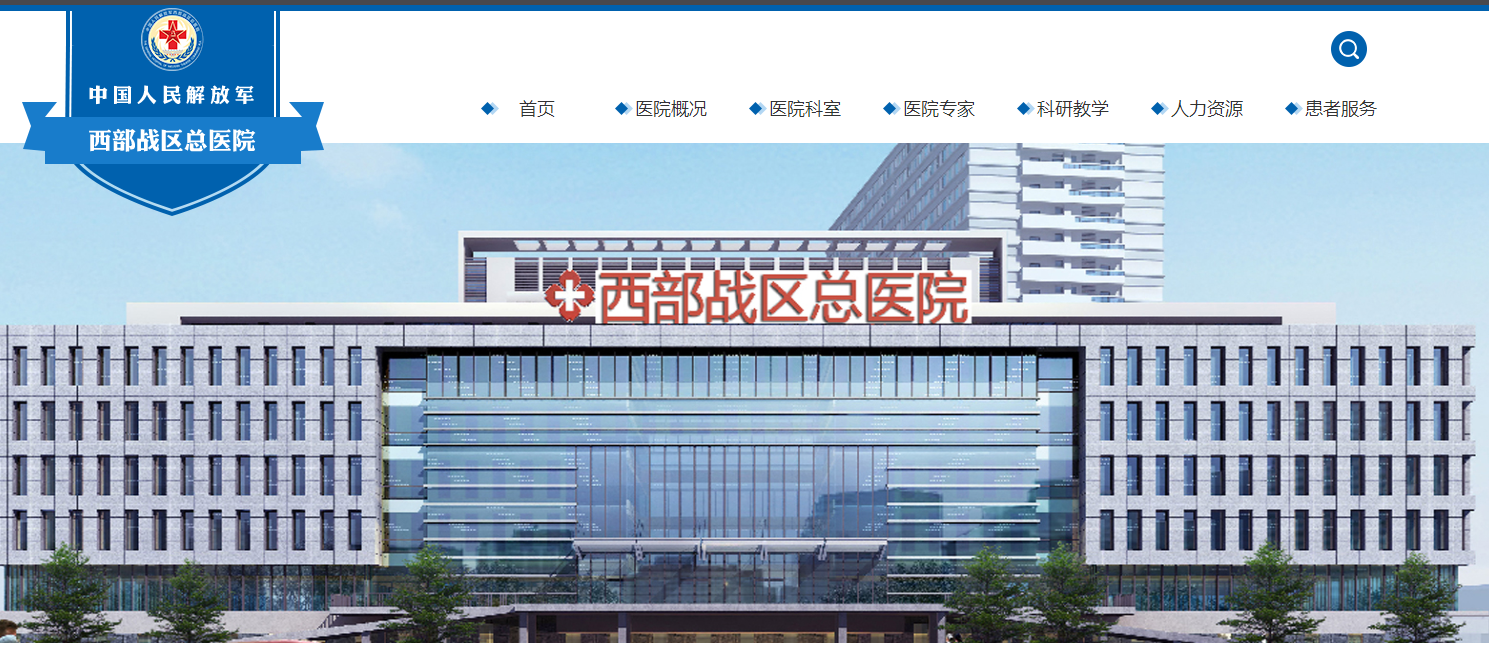 中国人民解放军
西部战区总医院
首页
医院概况
医院科室
医院专家
科研教学
人力资源
患者服务
西部战区总医院